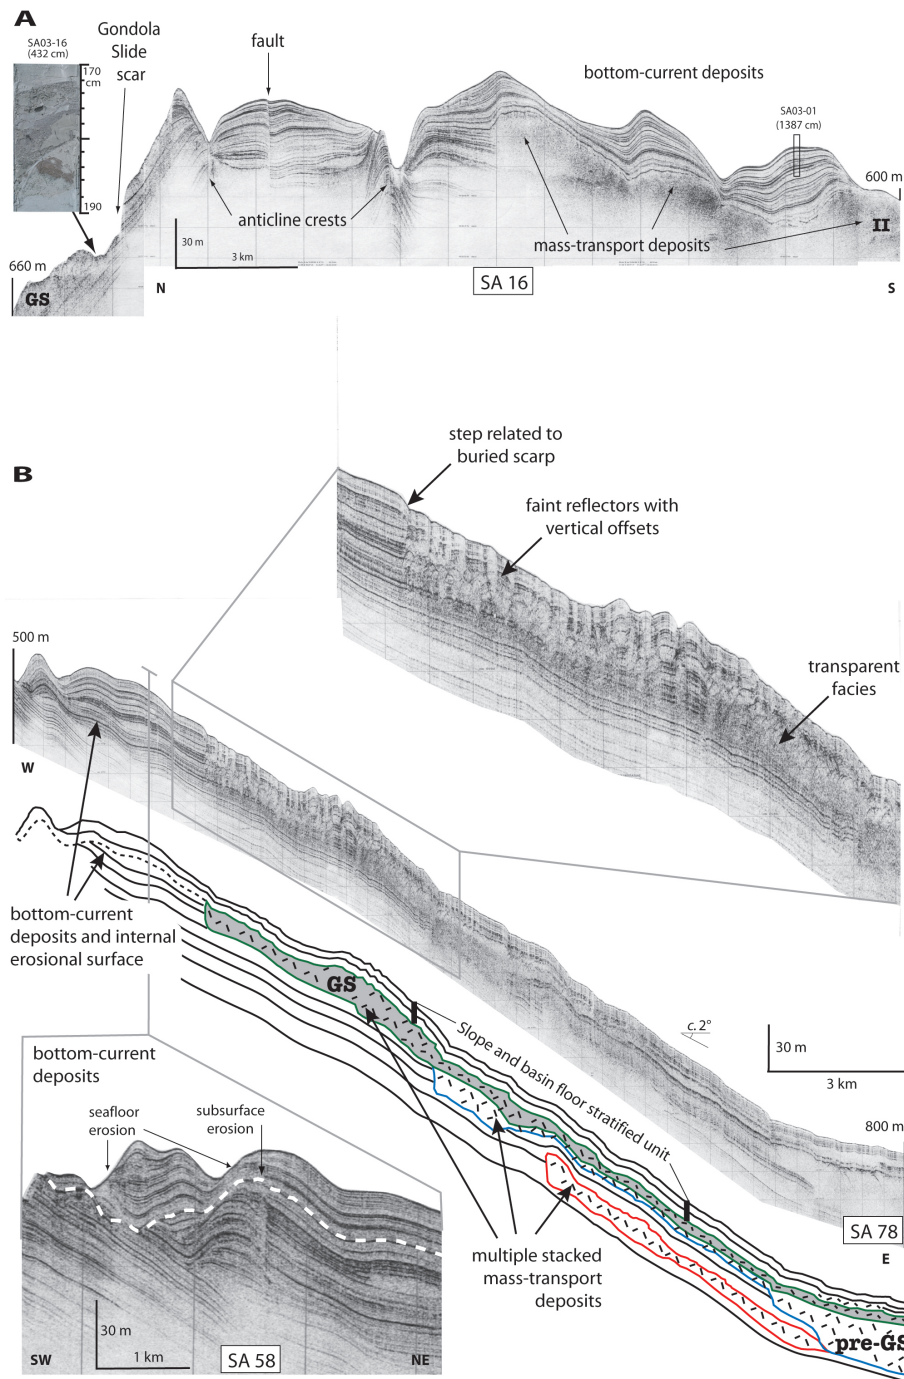 A
SA03-16
(432 cm)
170
cm
190
Gondola
Slide
scar
fault
bottom-current deposits
SA03-01
(1387 cm)
600 m
anticline crests
mass-transport deposits
II
30 m
3 km
660 m
GS
N
SA 16
S
B
step related to
buried scarp
faint reflectors with
vertical offsets
transparent
facies
500 m
W
bottom-current
deposits and internal
erosional surface
GS
Slope and basin floor stratified unit
c. 2°
30 m
3 km
800 m
SA 78
E
multiple stacked
mass-transport
deposits
pre-GS
bottom-current
deposits
seafloor
erosion
subsurface
erosion
30 m
1 km
SW
SA 58
NE